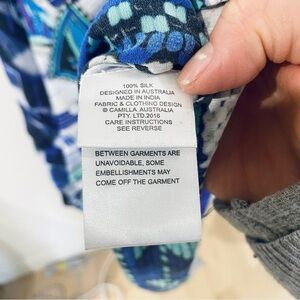 100% SILK
DESIGNED IN AUSTRALIA
MADE IN INDIA
FABRIC & CLOTHING DESIGN
© CAMILLA AUSTRALIA
PTY. LTD.2016
CARE INSTRUCTIONS
SEE REVERSE
BETWEEN GARMENTS ARE
UNAVOIDABLE, SOME
EMBELLISHMENTS MAY
COME OFF THE GARMENT